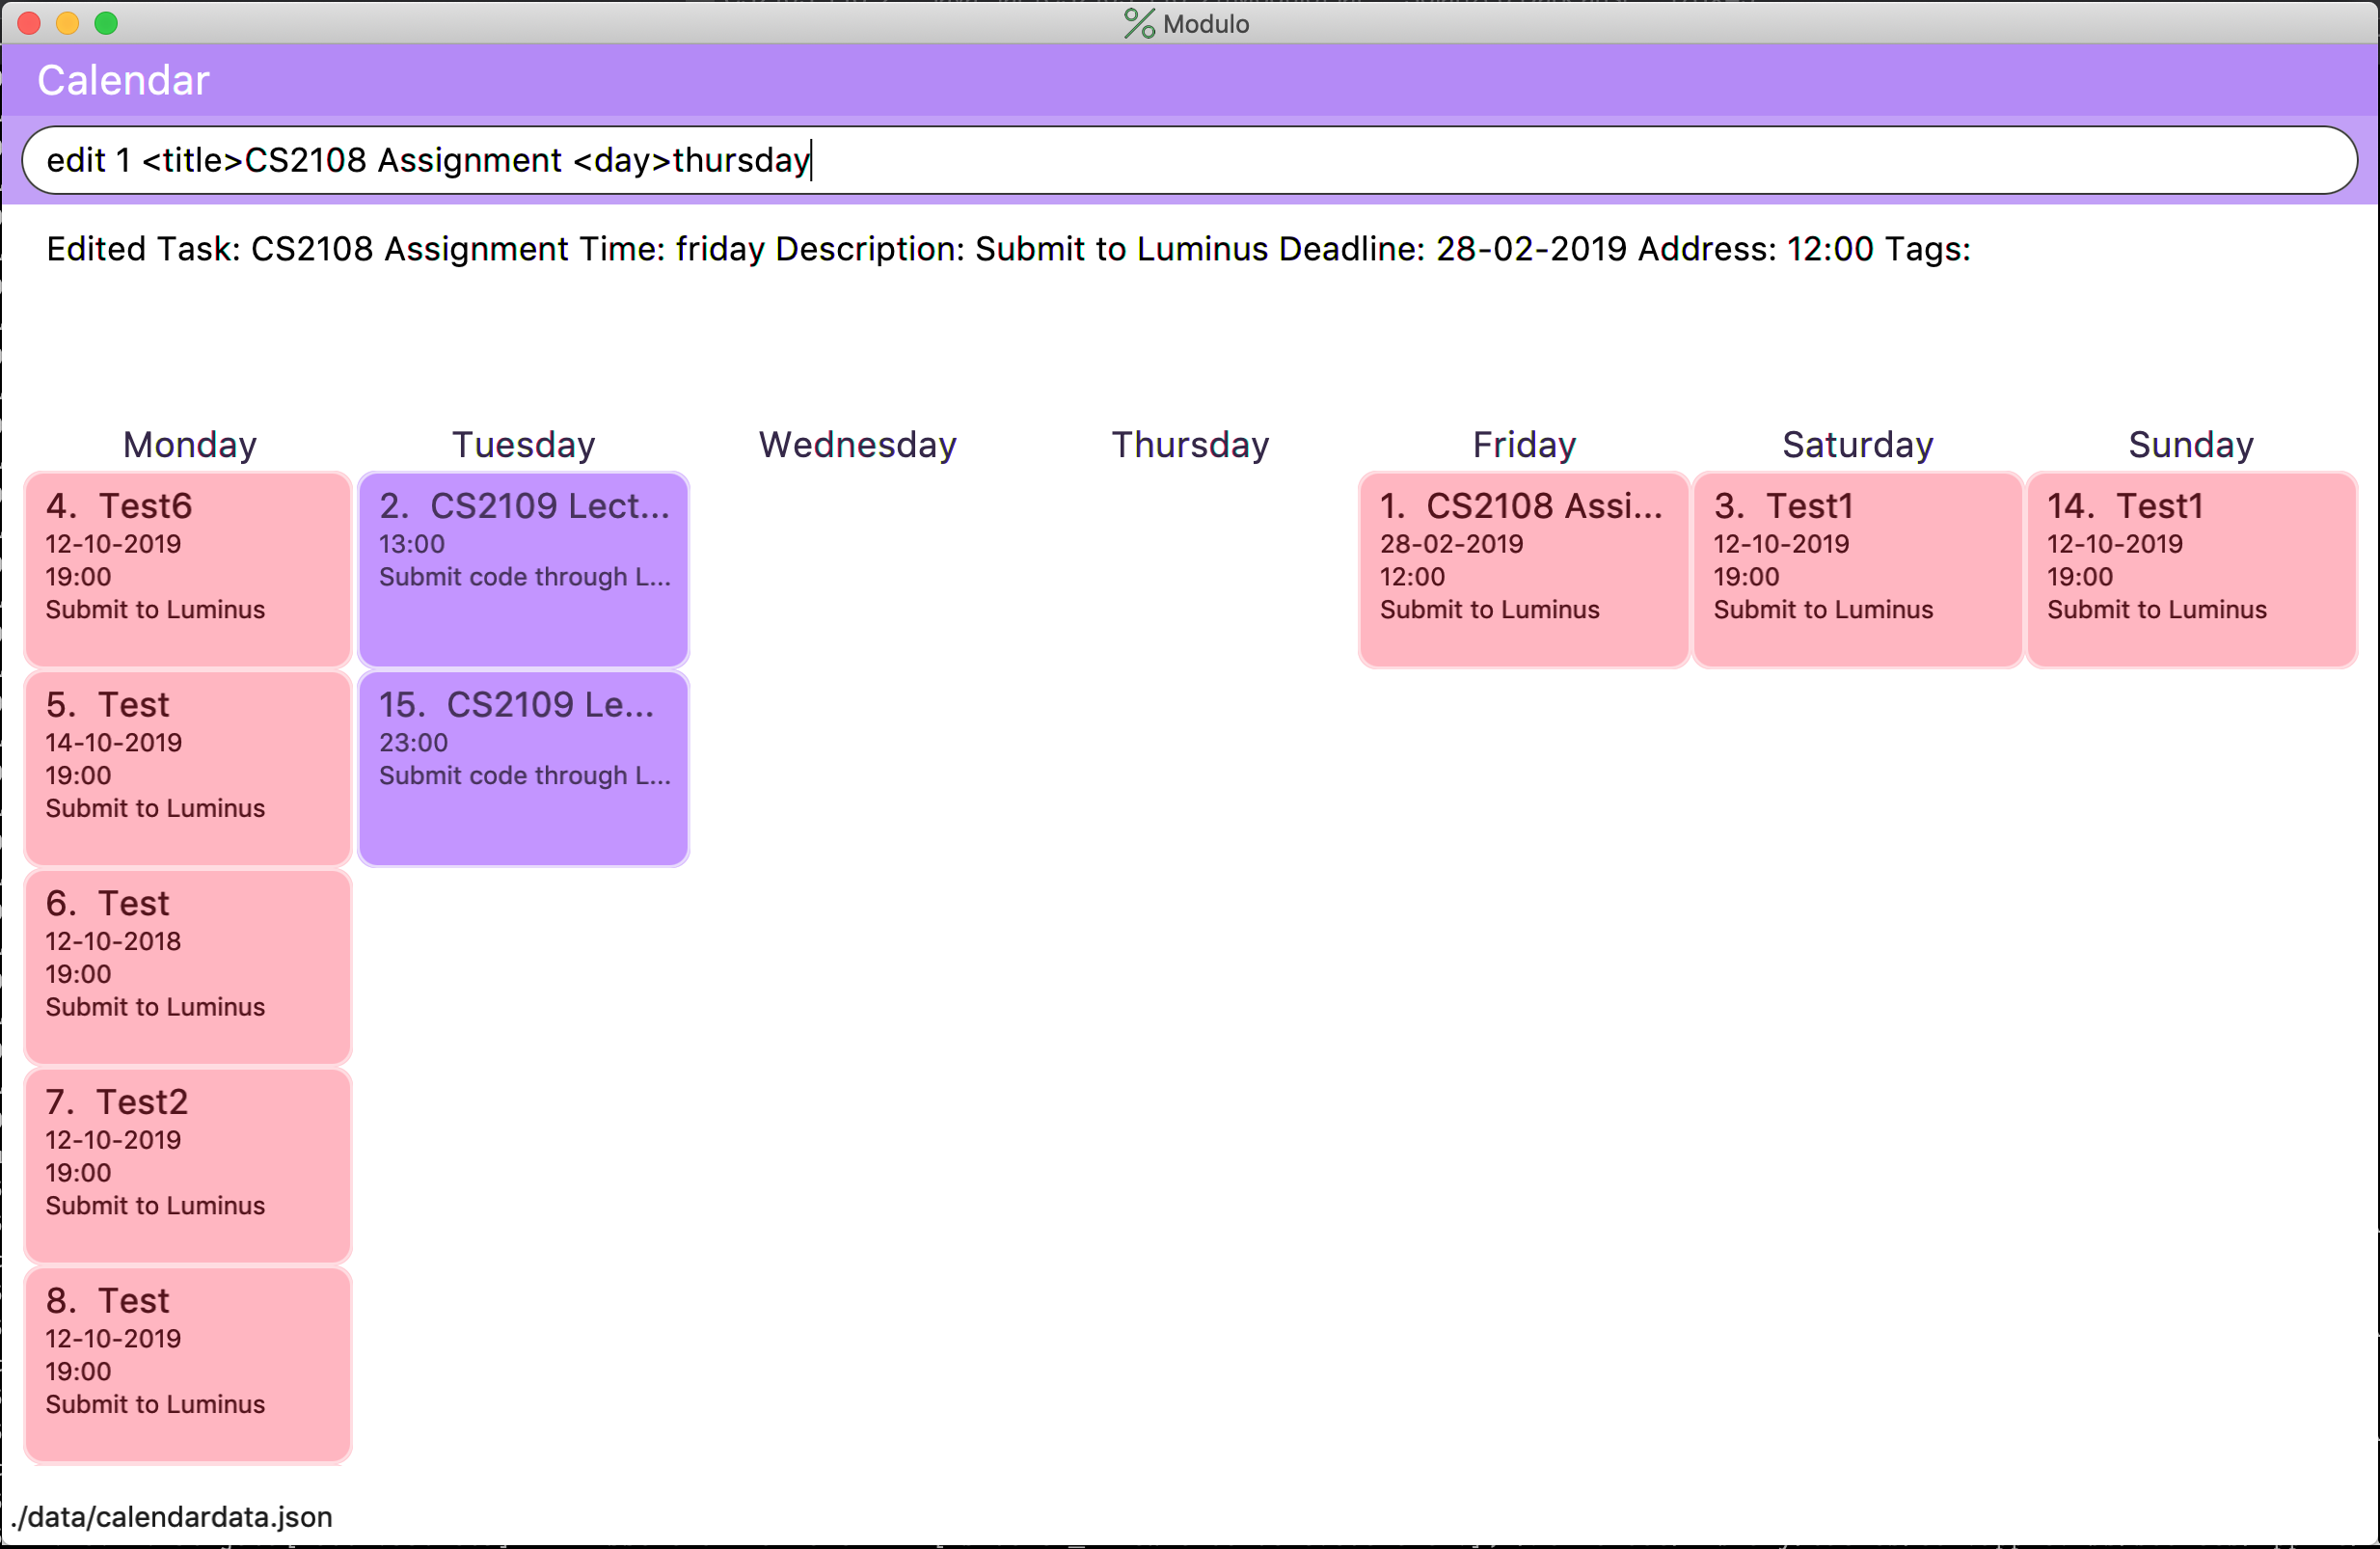 Modulo
Calendar
edit 1 <title>CS2108 Assignment <day>thursday
Edited Task: CS2108 Assignment Time: friday Description: Submit to Luminus Deadline: 28-02-2019 Address: 12:00 Tags:
Monday
4. Test6
12-10-2019
19:00
Submit to Luminus
5. Test
14-10-2019
19:00
Submit to Luminus
6. Test
12-10-2018
19:00
Submit to Luminus
7. Test2
12-10-2019
19:00
Submit to Luminus
8. Test
12-10-2019
19:00
Submit to Luminus
Tuesday
2. CS2109 Lect...
13:00
Submit code through L...
15. CS2109 Le...
23:00
Submit code through L...
Wednesday
Thursday
Friday
1. CS2108 Assi...
28-02-2019
12:00
Submit to Luminus
Saturday
3. Test1
12-10-2019
19:00
Submit to Luminus
Sunday
14. Test1
12-10-2019
19:00
Submit to Luminus
./data/calendardata.json